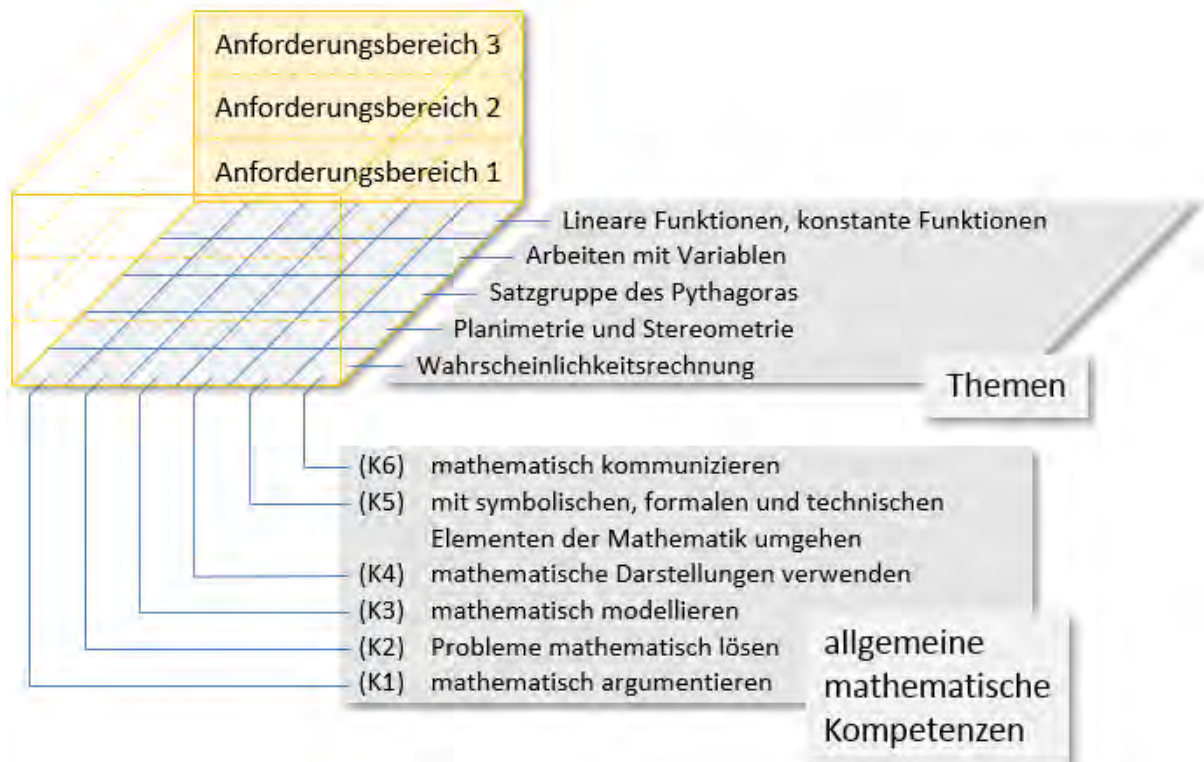 Anforderungsbereich 3
Anforderungsbereich 2
Anforderungsbereich 1
Lineare Funktionen, konstante Funktionen
Arbeiten mit Variablen
Satzgruppe des Pythagoras
Planimetrie und Stereometrie
Wahrscheinlichkeitsrechnung
Themen
(K6) mathematisch kommunizieren
(K5) mit symbolischen, formalen und technischen
Elementen der Mathematik umgehen
(K4) mathematische Darstellungen verwenden
(K3) mathematisch modellieren
(K2) Probleme mathematisch lösen
(K1) mathematisch argumentieren
allgemeine
mathematische
Kompetenzen